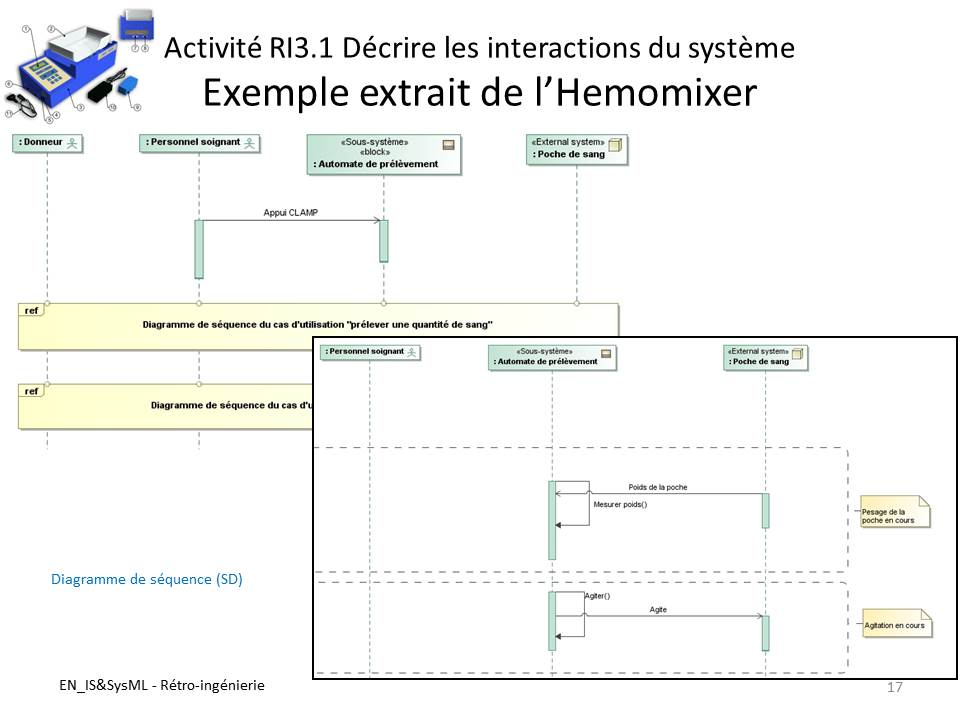 Activité RI3.1 Décrire les interactions du système
Exemple extrait de l’Hemomixer
: Donneur
: Personnel soignant
«Sous-système»
«block»
: Automate de prélèvement
«External system»
: Poche de sang
Appui CLAMP
ref
Diagramme de séquence du cas d'utilisation "prélever une quantité de sang"
ref
Diagramme de séquence du cas d'u
: Personnel soignant
«Sous-système»
: Automate de prélèvement
«External system»
: Poche de sang
Poids de la poche
Mesurer poids()
Pesage de la
poche en cours
Agiter()
Agite
Agitation en cours
Diagramme de séquence (SD)
EN_IS&SysML - Rétro-ingénierie
17